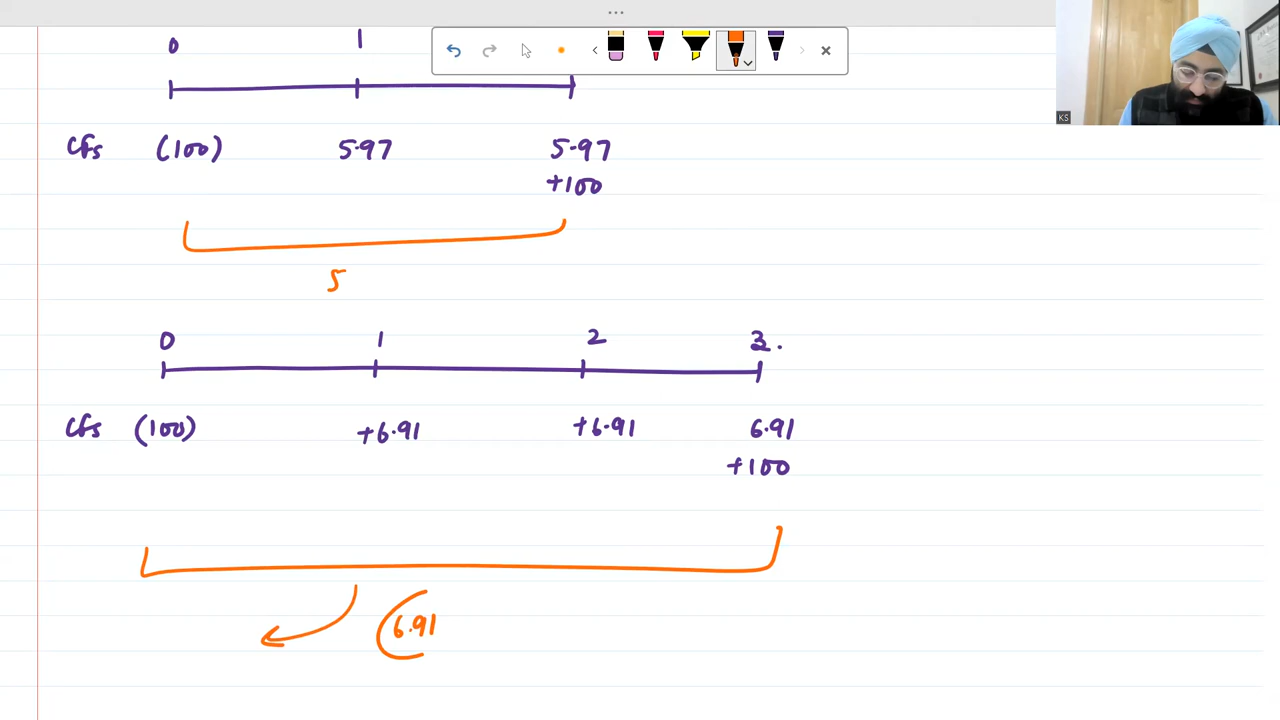 0 1
Cfs (100) 5.97 5.97
+100
5
0 1 2 3.
Cfs (100) +6.91 +6.91 6.91
+100
6.91
KS